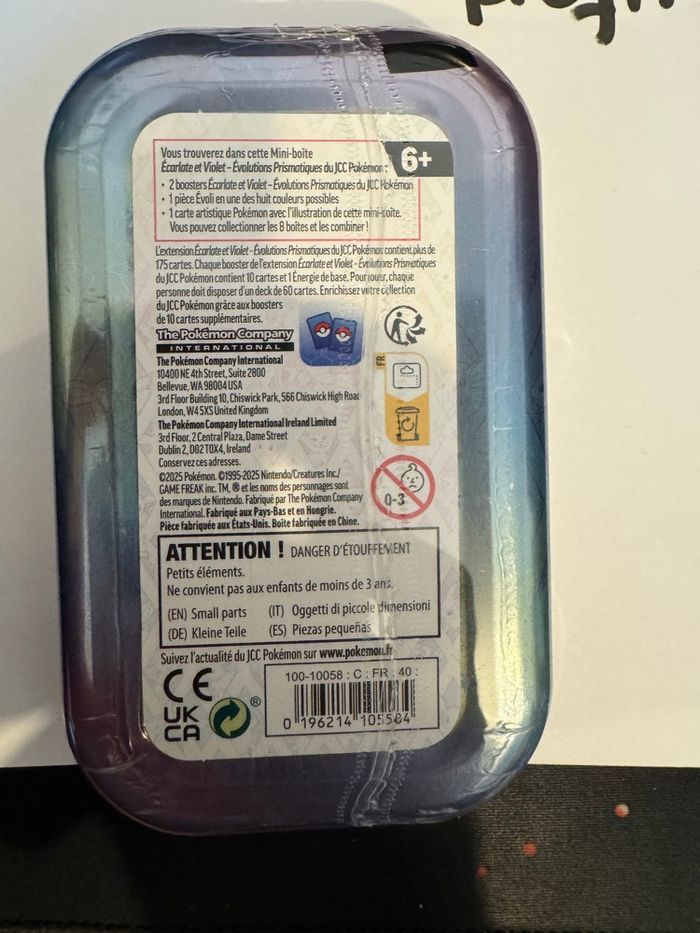 Vous trouverez dans cette Mini-boîte
Écarlate et Violet – Évolutions Prismatiques du JCC Pokémon :
6+
• 2 boosters Écarlate et Violet – Évolutions Prismatiques du JCC Pokémon
• 1 pièce Évoli en une des huit couleurs possibles
• 1 carte artistique Pokémon avec l'illustration de cette mini-boîte.
Vous pouvez collectionner les 8 boîtes et les combiner !
L'extension Écarlate et Violet – Évolutions Prismatiques du JCC Pokémon contient plus de
175 cartes. Chaque booster de l'extension Écarlate et Violet – Évolutions Prismatiques
du JCC Pokémon contient 10 cartes et 1 Énergie de base. Pour jouer, chaque
personne doit disposer d'un deck de 60 cartes. Enrichissez votre collection
du JCC Pokémon grâce aux boosters
de 10 cartes supplémentaires.
The Pokémon Company
INTERNATIONAL
The Pokémon Company International
10400 NE 4th Street, Suite 2800
Bellevue, WA 98004 USA
3rd Floor Building 10, Chiswick Park, 566 Chiswick High Road
London, W4 5XS United Kingdom
The Pokémon Company International Ireland Limited
3rd Floor, 2 Central Plaza, Dame Street
Dublin 2, D02 T0X4, Ireland
Conservez ces adresses.
©2025 Pokémon. ©1995-2025 Nintendo/Creatures Inc./
GAME FREAK inc. TM, ® et les noms des personnages sont
des marques de Nintendo. Fabriqué par The Pokémon Company
International. Fabriqué aux Pays-Bas et en Hongrie.
Pièce fabriquée aux États-Unis. Boîte fabriquée en Chine.
FR
0-3
ATTENTION ! DANGER D'ÉTOUFFEMENT
Petits éléments.
Ne convient pas aux enfants de moins de 3 ans.
(EN) Small parts (IT) Oggetti di piccole dimensioni
(DE) Kleine Teile (ES) Piezas pequeñas
Suivez l'actualité du JCC Pokémon sur www.pokemon.fr
CE
UK
CA
®
100-10058 : C : FR : 40 :
0 196214 105584